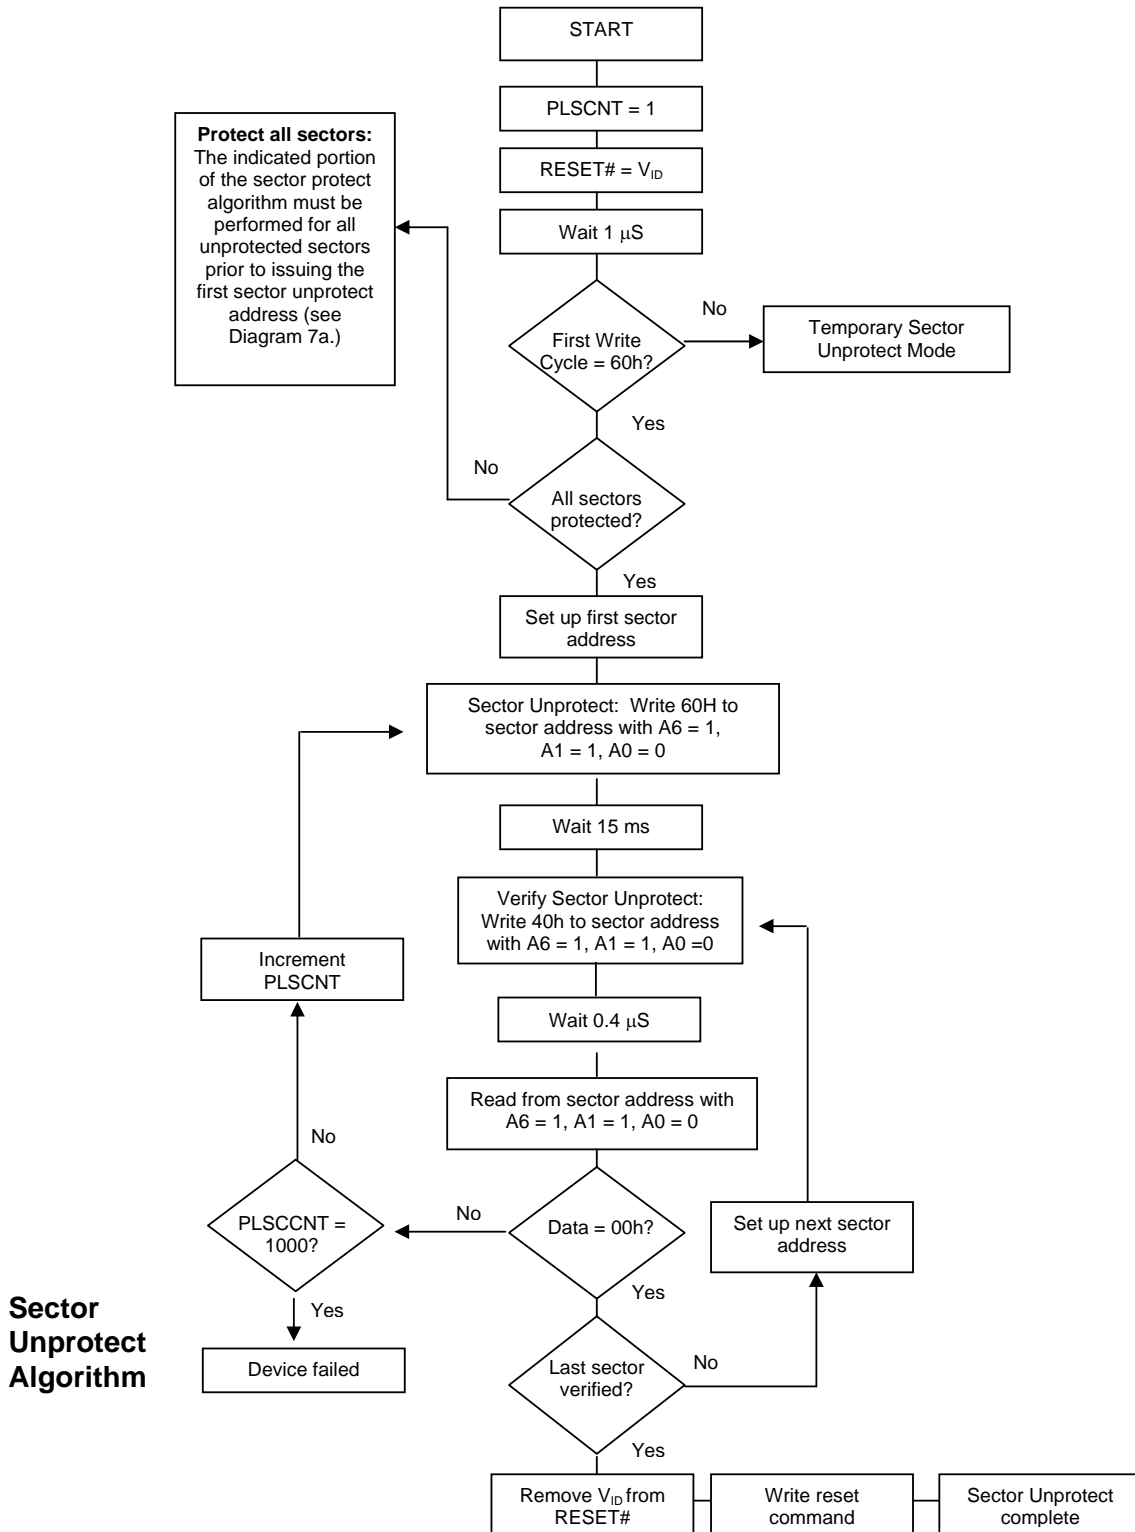 START
PLSCNT = 1
Protect all sectors:
The indicated portion
of the sector protect
algorithm must be
performed for all
unprotected sectors
prior to issuing the
first sector unprotect
address (see
Diagram 7a.)
RESET# = VID
Wait 1 μS
First Write
Cycle = 60h?
No
Temporary Sector
Unprotect Mode
Yes
No
All sectors
protected?
Yes
Set up first sector
address
Sector Unprotect: Write 60H to
sector address with A6 = 1,
A1 = 1, A0 = 0
Wait 15 ms
Verify Sector Unprotect:
Write 40h to sector address
with A6 = 1, A1 = 1, A0 =0
Increment
PLSCNT
Wait 0.4 μS
Read from sector address with
A6 = 1, A1 = 1, A0 = 0
No
PLSCCNT =
1000?
No
Data = 00h?
Set up next sector
address
Yes
Yes
Sector
Unprotect
Algorithm
Device failed
Last sector
verified?
No
Yes
Remove VID from
RESET#
Write reset
command
Sector Unprotect
complete